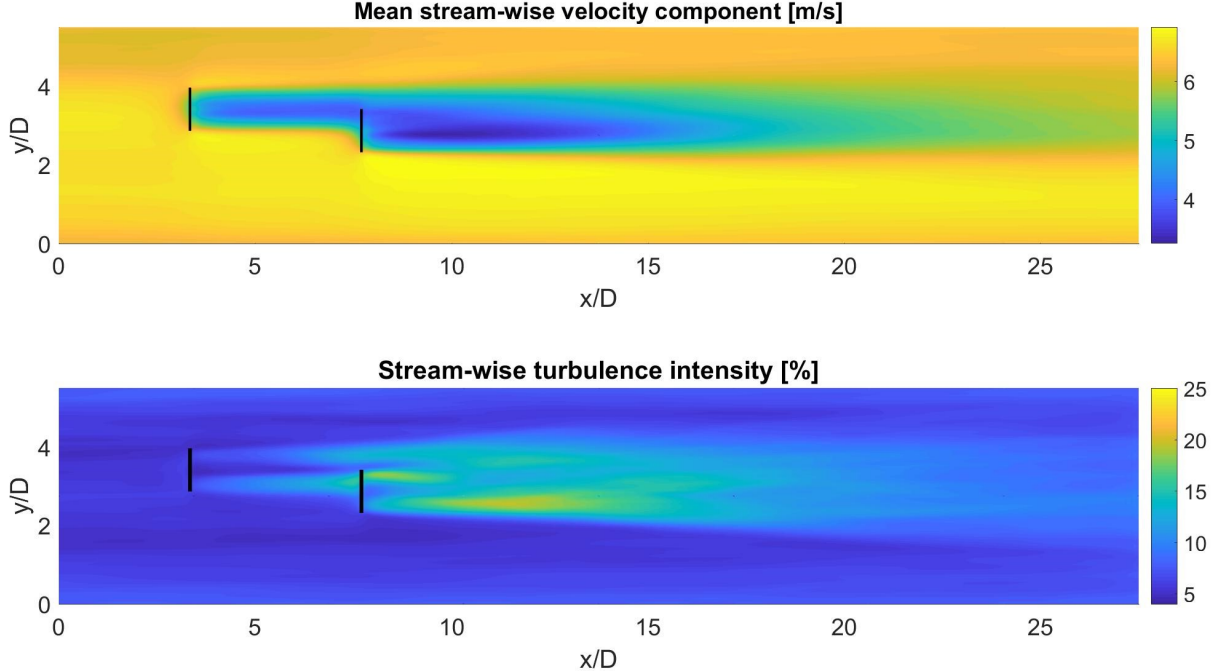 Mean stream-wise velocity component [m/s]
y/D
4
2
0
0 5 10 15 20 25
x/D
6
5
4
Stream-wise turbulence intensity [%]
y/D
4
2
0
0 5 10 15 20 25
x/D
25
20
15
10
5